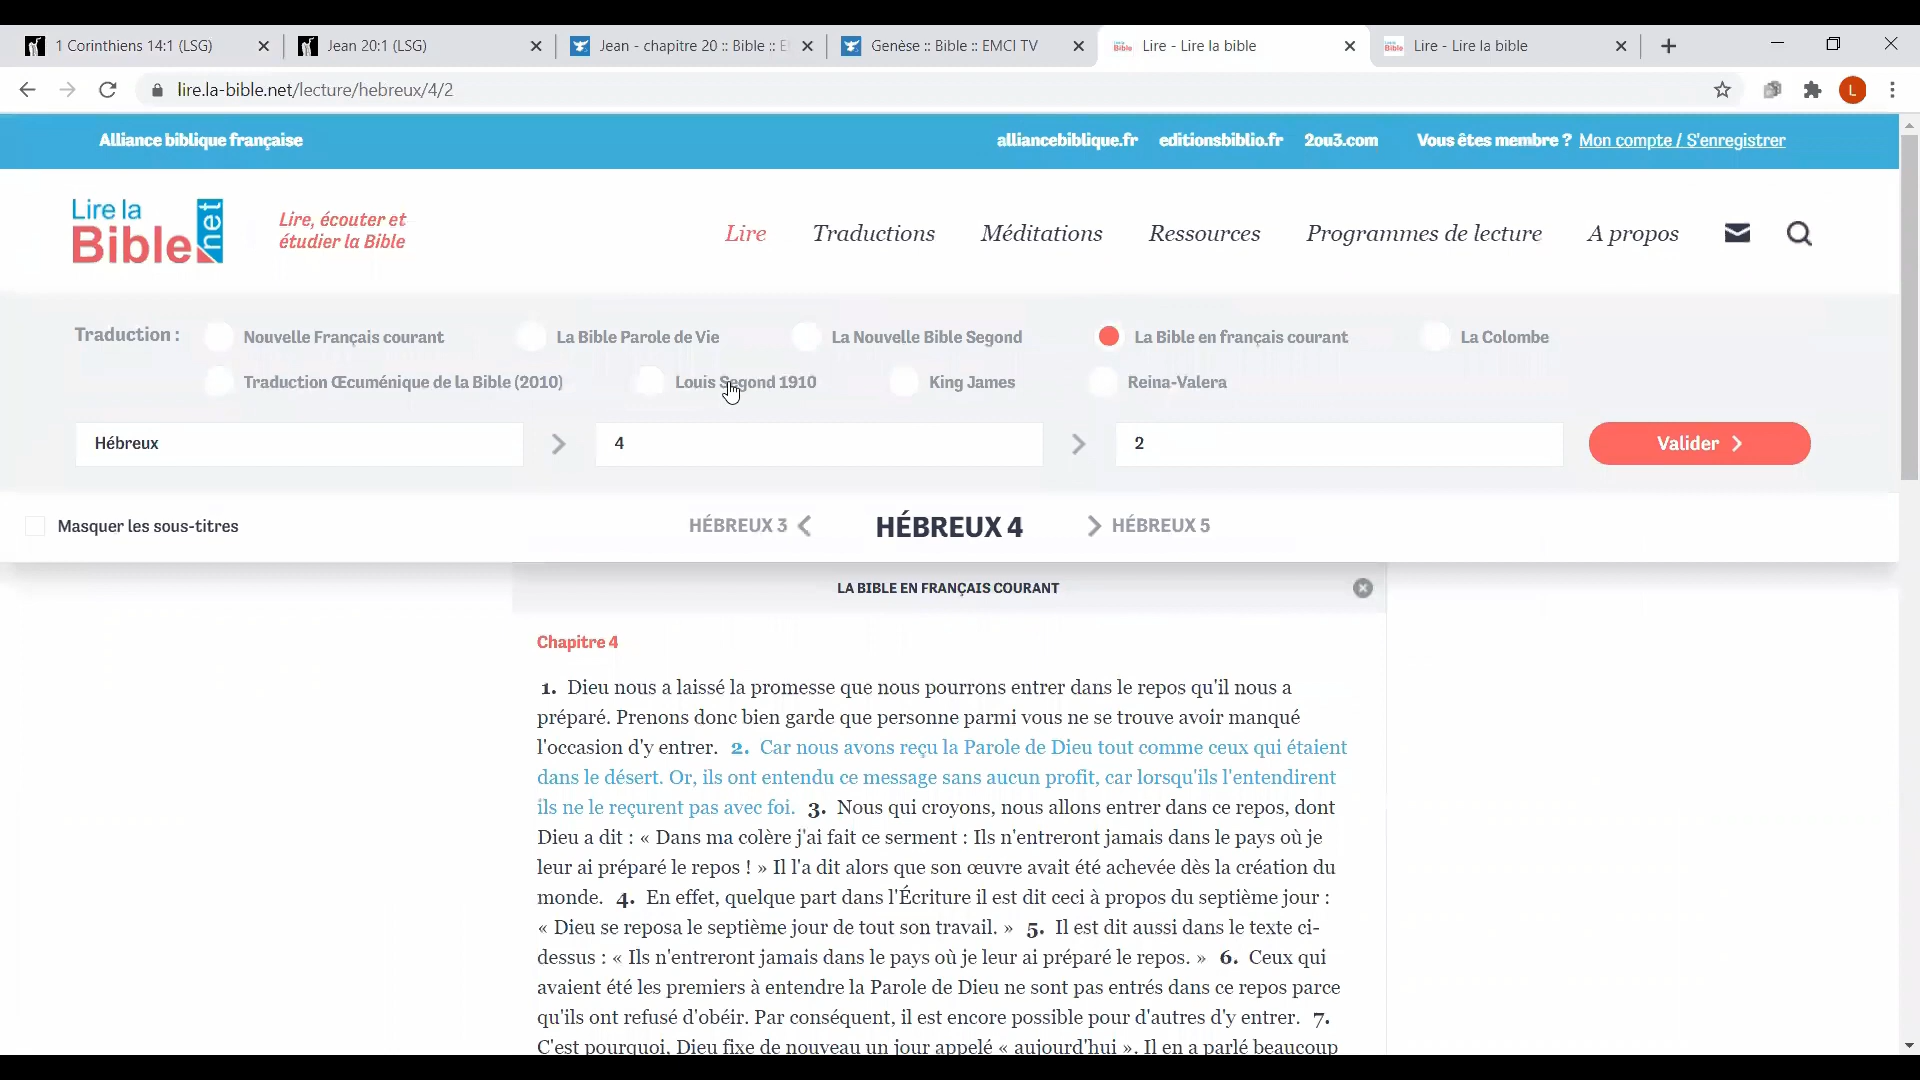 1 Corinthiens 14:1 (LSG)
Jean 20:1 (LSG)
Jean - chapitre 20 :: Bible :: E
Genèse :: Bible :: EMCI TV
Lire - Lire la bible
Lire - Lire la bible
lire.la-bible.net/lecture/hebreux/4/2
L
Alliance biblique française
alliancebiblique.fr editionsbiblio.fr 2ou3.com Vous êtes membre ? Mon compte / S'enregistrer
Lire la
Bible net
Lire, écouter et
étudier la Bible
Lire Traductions Méditations Ressources Programmes de lecture A propos
Traduction : Nouvelle Français courant La Bible Parole de Vie La Nouvelle Bible Segond La Bible en français courant La Colombe
Traduction Œcuménique de la Bible (2010) Louis Segond 1910 King James Reina-Valera
Hébreux 4 2 Valider
Masquer les sous-titres HÉBREUX 3 HÉBREUX 4 HÉBREUX 5
LA BIBLE EN FRANÇAIS COURANT
Chapitre 4
1. Dieu nous a laissé la promesse que nous pourrons entrer dans le repos qu'il nous a
préparé. Prenons donc bien garde que personne parmi vous ne se trouve avoir manqué
l'occasion d'y entrer. 2. Car nous avons reçu la Parole de Dieu tout comme ceux qui étaient
dans le désert. Or, ils ont entendu ce message sans aucun profit, car lorsqu'ils l'entendirent
ils ne le reçurent pas avec foi. 3. Nous qui croyons, nous allons entrer dans ce repos, dont
Dieu a dit : « Dans ma colère j'ai fait ce serment : Ils n'entreront jamais dans le pays où je
leur ai préparé le repos ! » Il l'a dit alors que son œuvre avait été achevée dès la création du
monde. 4. En effet, quelque part dans l'Écriture il est dit ceci à propos du septième jour :
« Dieu se reposa le septième jour de tout son travail. » 5. Il est dit aussi dans le texte ci-
dessus : « Ils n'entreront jamais dans le pays où je leur ai préparé le repos. » 6. Ceux qui
avaient été les premiers à entendre la Parole de Dieu ne sont pas entrés dans ce repos parce
qu'ils ont refusé d'obéir. Par conséquent, il est encore possible pour d'autres d'y entrer. 7.
C'est pourquoi, Dieu fixe de nouveau un jour appelé « aujourd'hui ». Il en a parlé beaucoup